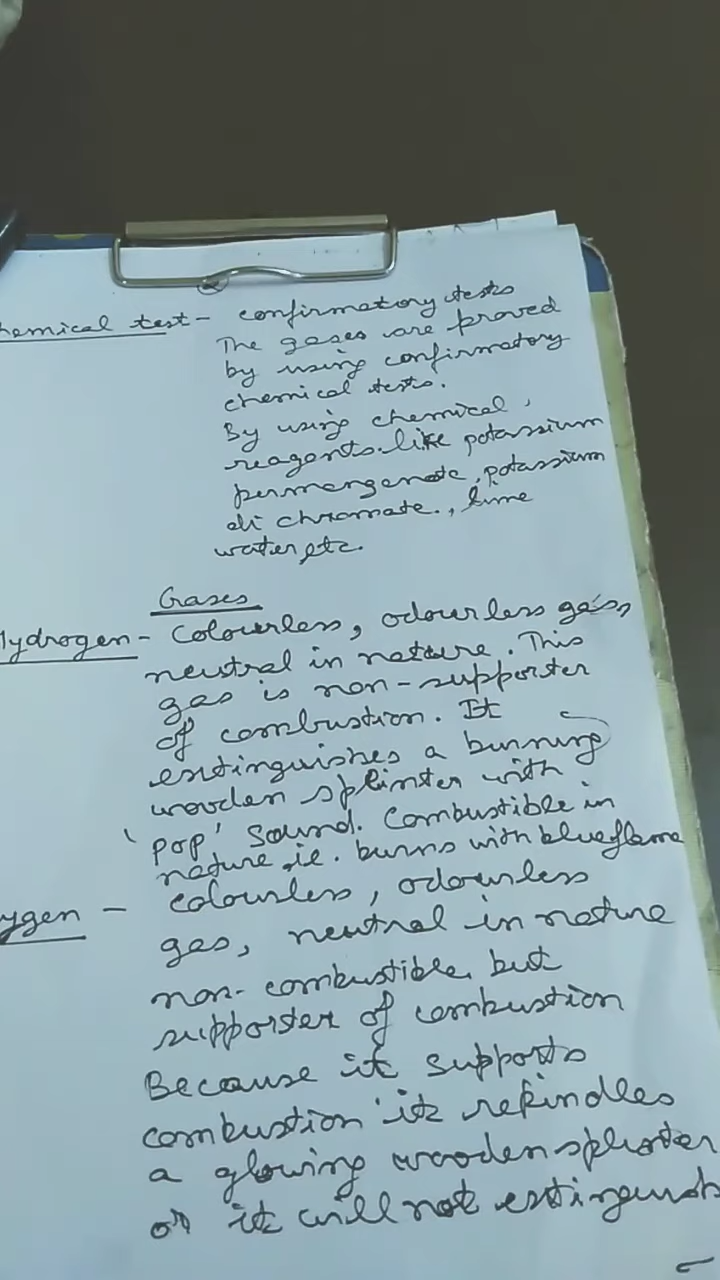 hemical test - confirmatory tests
The gases are proved
by using confirmatory
chemical tests.
By using chemical
reagents like potassium
permanganate, potassium
di chromate., lime
water, etc.
Gases
Hydrogen - Colourless, odourless gas,
neutral in nature. This
gas is non-supporter
of combustion. It
extinguishes a burning
wooden splinter with
'pop' sound. Combustible in
nature ie. burns with blue flame
ygen - colourless, odourless
gas, neutral in nature
non-combustible but
supporter of combustion
Because it supports
combustion it rekindles
a glowing wooden
or it will not extinguish